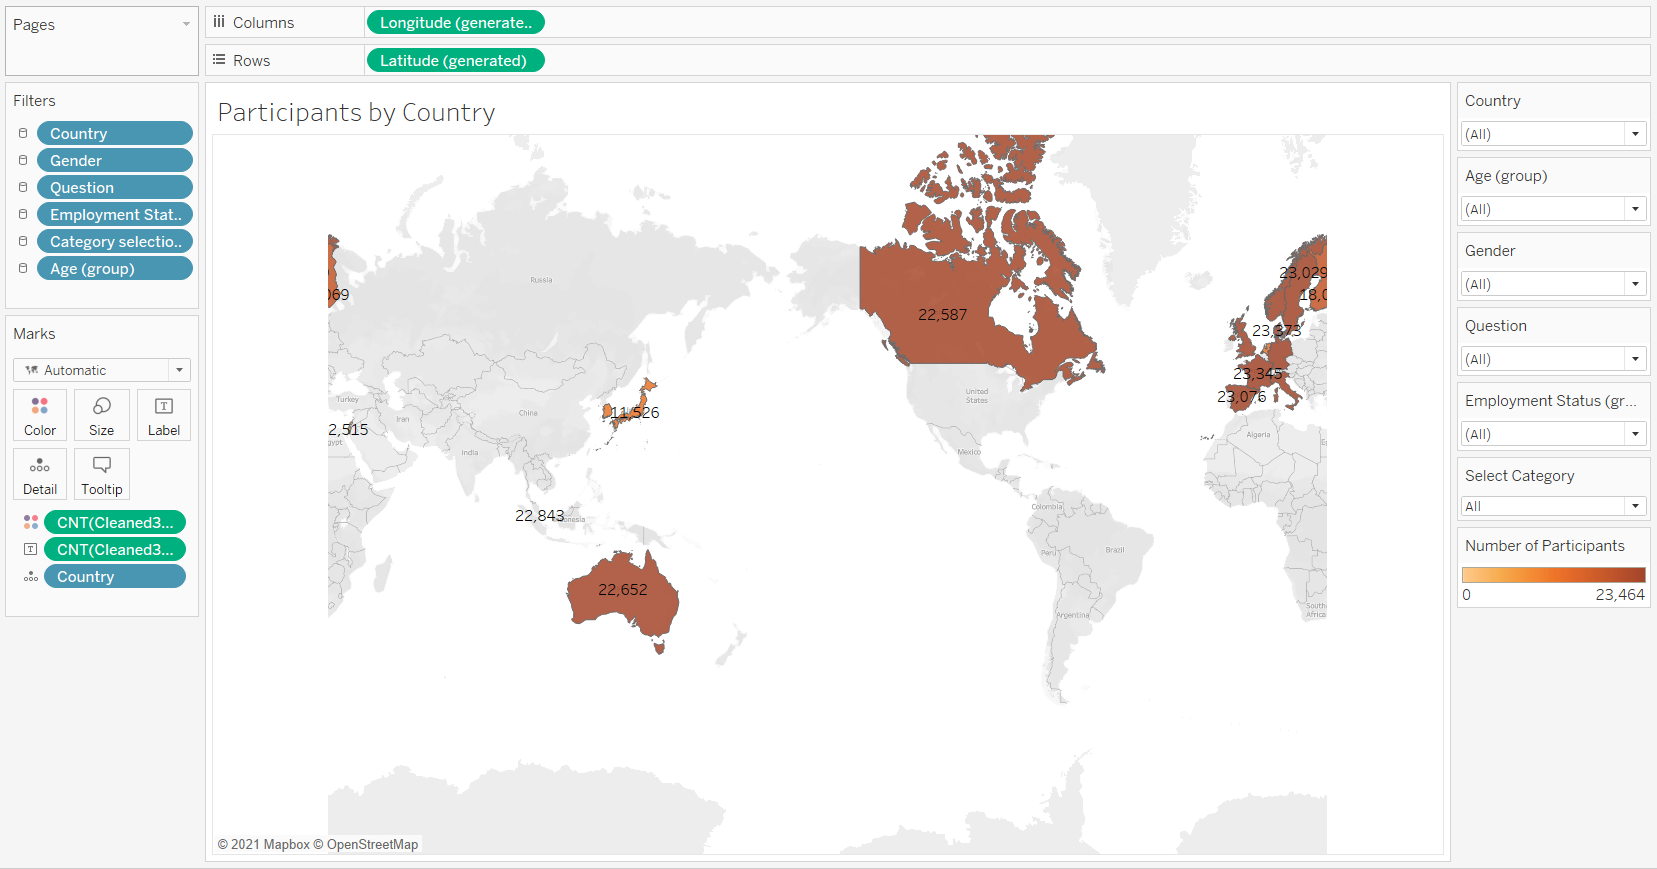 Pages
Columns
Longitude (generate..
Rows
Latitude (generated)
Filters
Country
Gender
Question
Employment Stat..
Category selectio..
Age (group)
Marks
Automatic
Color
Size
Label
Detail
Tooltip
CNT(Cleaned3...
CNT(Cleaned3...
Country
Participants by Country
Russia
22,587
23,029
069
18,0
23,373
23,345
23,076
United
States
Turkey
Iran
China
11,526
2,515
gypt
India
Mexico
Algeria
Eg
22,843
onesia
Colombia
Peru
Brazil
22,652
Argentina
South
Africa
© 2021 Mapbox © OpenStreetMap
Country
(All)
Age (group)
(All)
Gender
(All)
Question
(All)
Employment Status (gr...
(All)
Select Category
All
Number of Participants
0
23,464